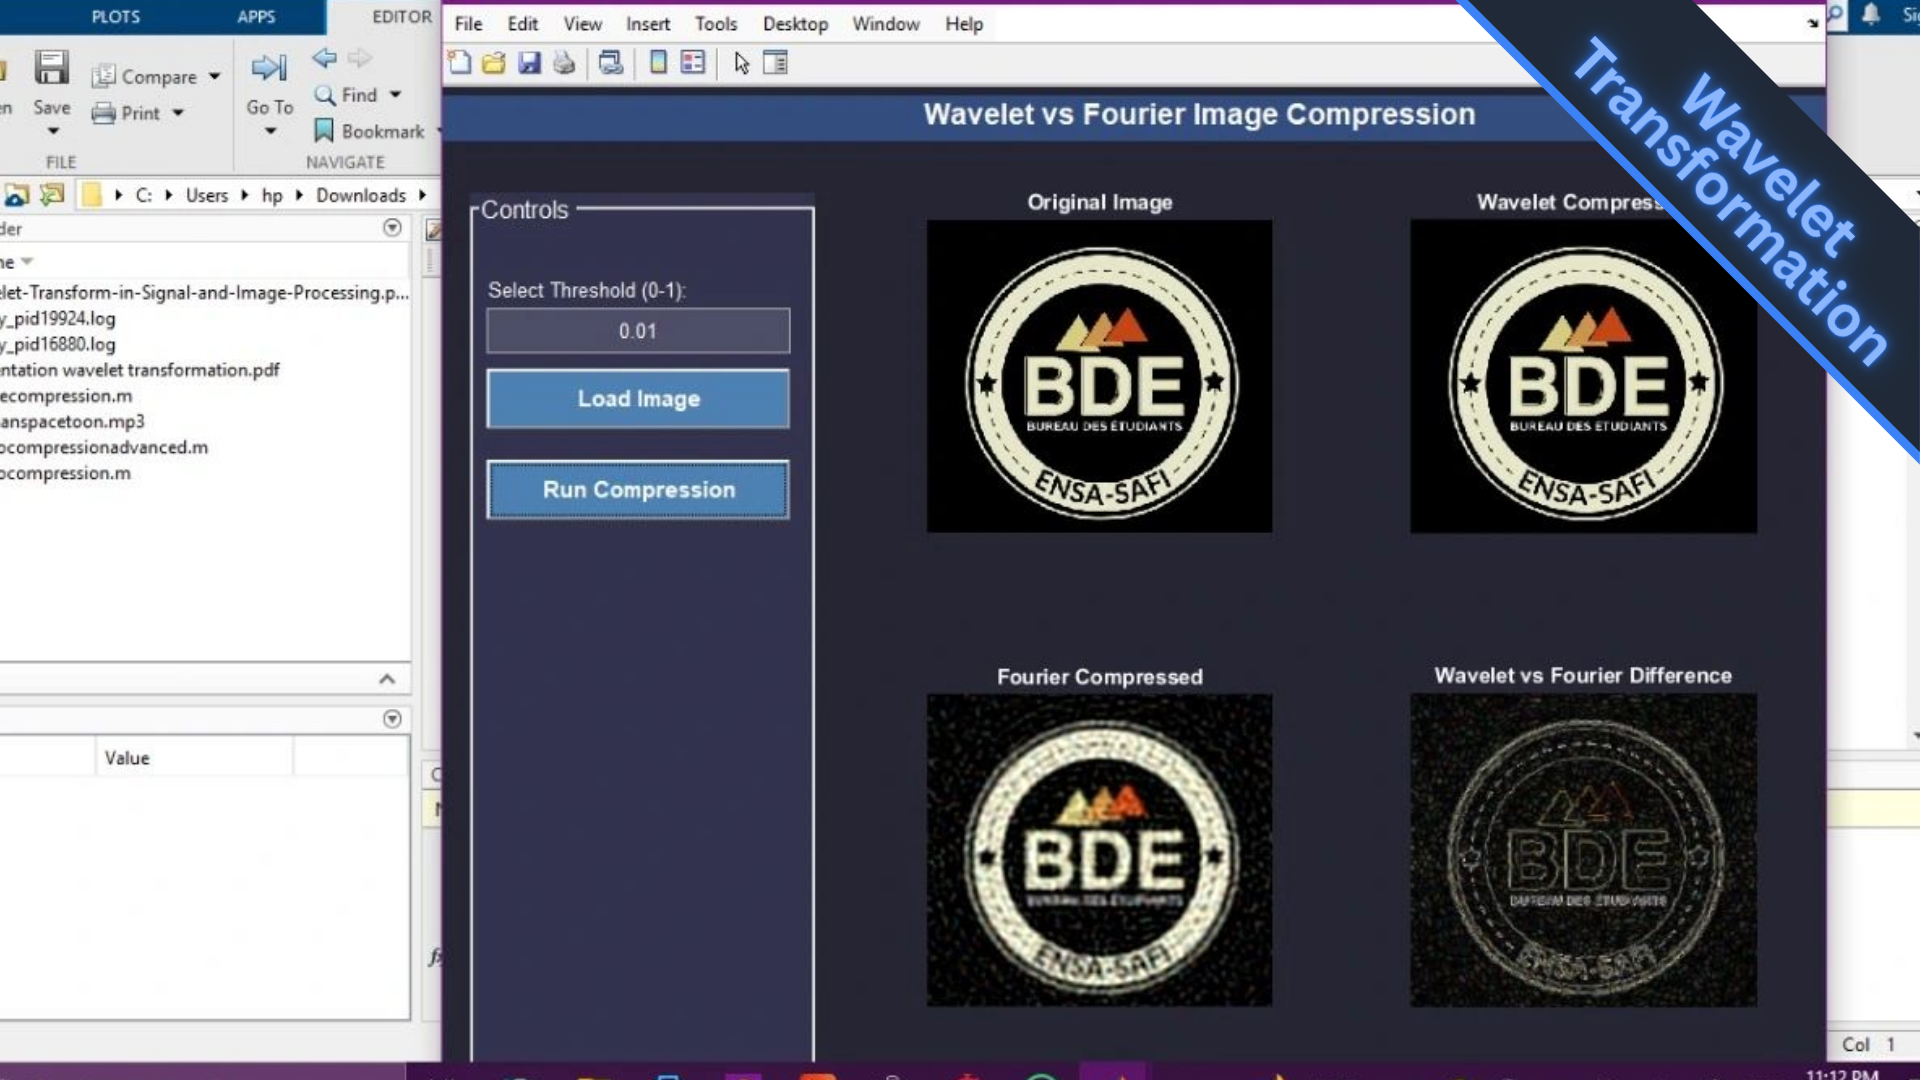 PLOTS
APPS
EDITOR
Save
Compare
Print
Go To
Find
Bookmark
FILE
NAVIGATE
C:
Users
hp
Downloads
let-Transform-in-Signal-and-Image-Processing.p...
y_pid19924.log
y_pid16880.log
ntation wavelet transformation.pdf
ecompression.m
anspacetoon.mp3
ocompressionadvanced.m
ocompression.m
Value
File Edit View Insert Tools Desktop Window Help
Wavelet vs Fourier Image Compression
Wavelet
Transformation
Controls
Select Threshold (0-1):
0.01
Load Image
Run Compression
Original Image
BDE
BUREAU DES ÉTUDIANTS
ENSA-SAFI
Wavelet Compress
BDE
BUREAU DES ETUDIANTS
ENSA-SAFI
Fourier Compressed
BDE
ENSA-SAFI
Wavelet vs Fourier Difference
BDE
ENSA-SAFI
Col 1
11:12 PM